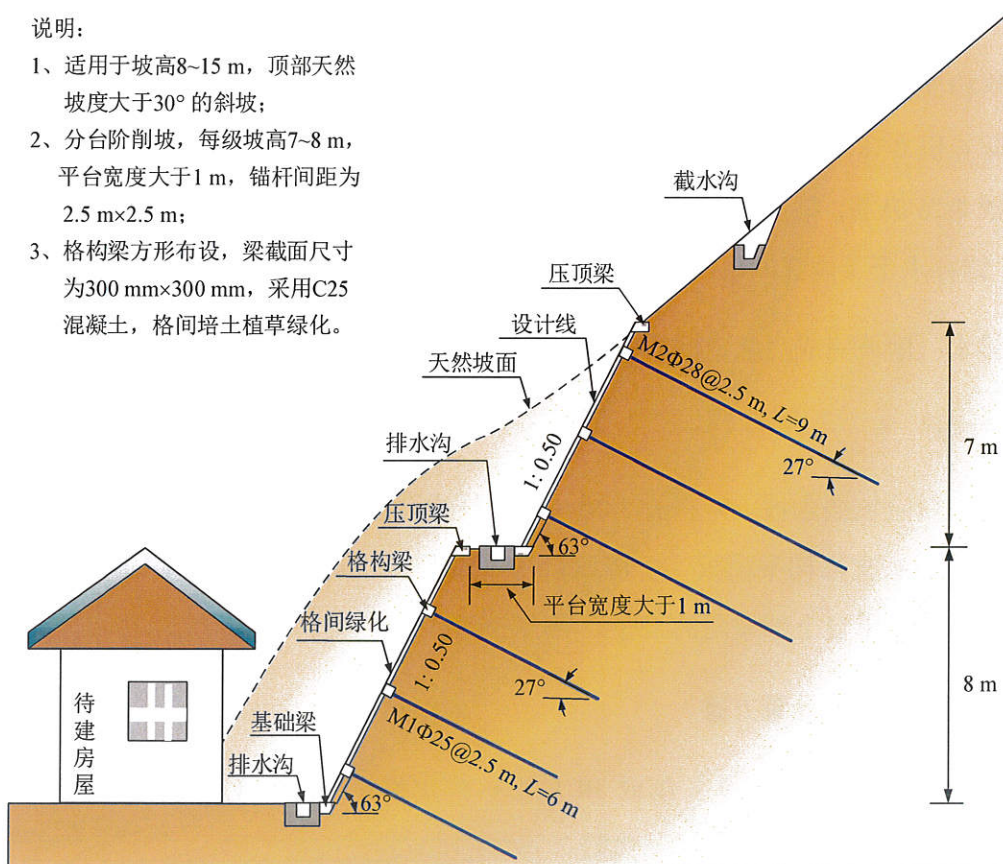 说明:
1、适用于坡高8~15 m，顶部天然
坡度大于30° 的斜坡；
2、分台阶削坡，每级坡高7~8 m，
平台宽度大于1 m，锚杆间距为
2.5 m×2.5 m；
3、格构梁方形布设，梁截面尺寸
为300 mm×300 mm，采用C25
混凝土，格间培土植草绿化。
截水沟
压顶梁
设计线
天然坡面
M2Φ28@2.5 m, L=9 m
排水沟
1: 0.50
27°
7 m
压顶梁
63°
格构梁
平台宽度大于1 m
格间绿化
1: 0.50
27°
8 m
待建房屋
基础梁
M1Φ25@2.5 m, L=6 m
排水沟
63°